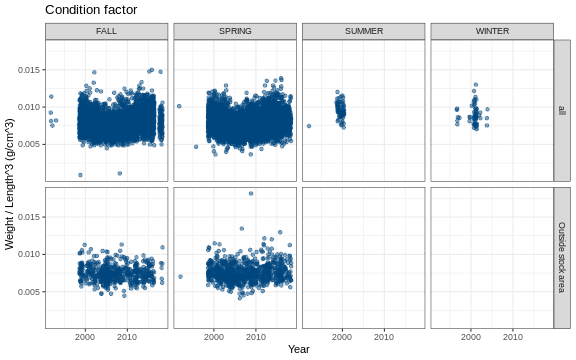 Condition factor
FALL SPRING SUMMER WINTER
0.015
0.010
0.005
all
Weight / Length^3 (g/cm^3)
0.015
0.010
0.005
Outside stock area
2000 2010 2000 2010 2000 2010 2000 2010
Year